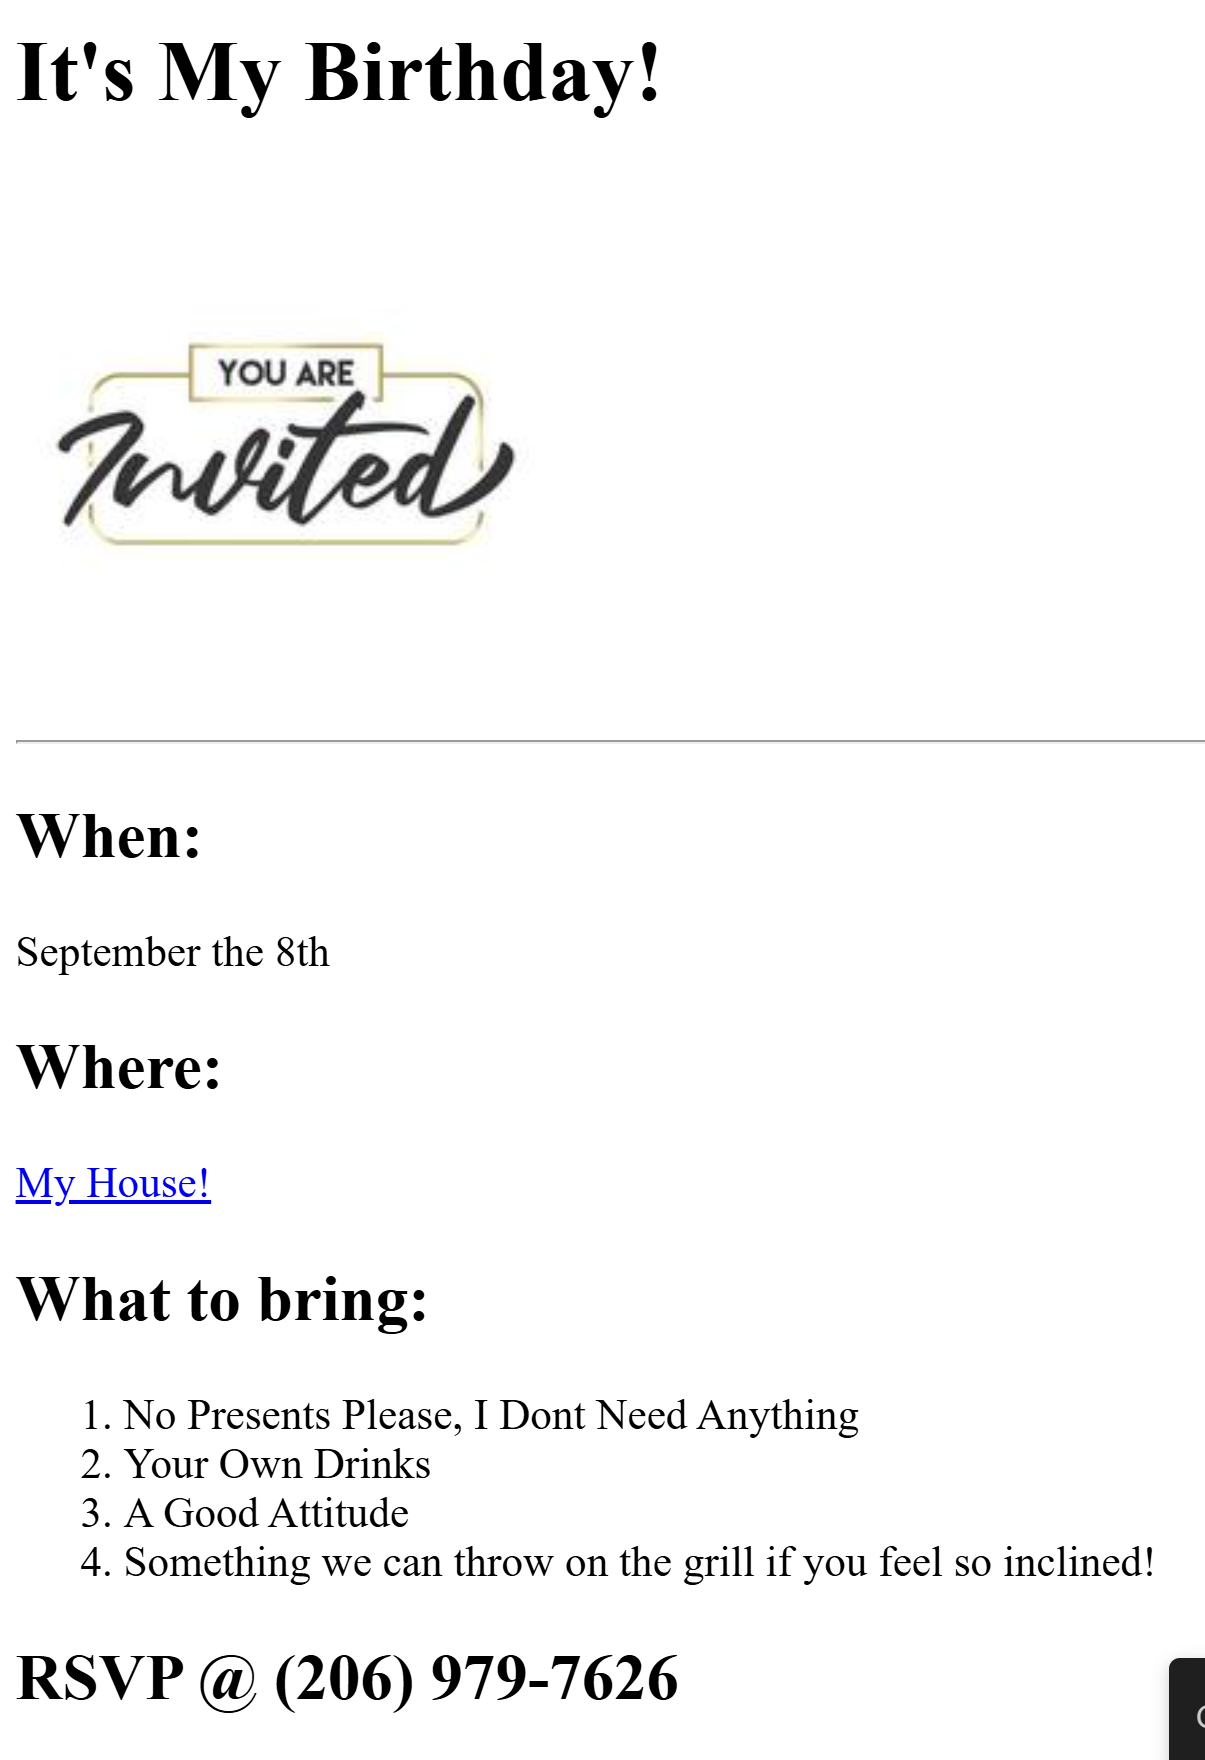 It's My Birthday!
YOU ARE
Invited
When:
September the 8th
Where:
My House!
What to bring:
1. No Presents Please, I Dont Need Anything
2. Your Own Drinks
3. A Good Attitude
4. Something we can throw on the grill if you feel so inclined!
RSVP @ (206) 979-7626